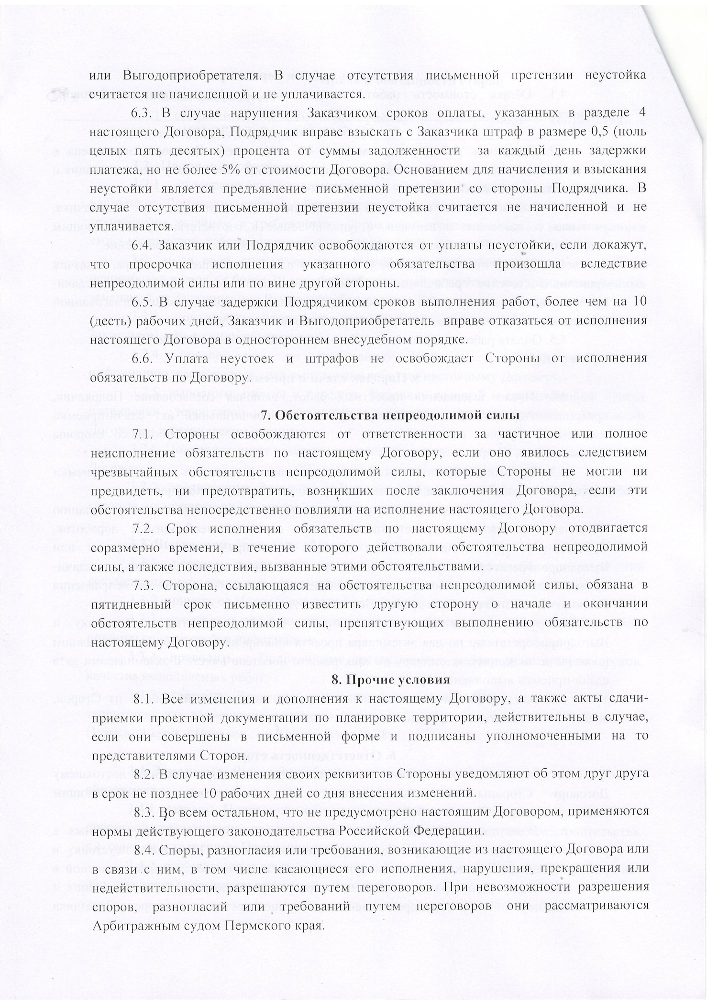 или Выгодоприобретателя. В случае отсутствия письменной претензии неустойка
считается не начисленной и не уплачивается.
6.3. В случае нарушения Заказчиком сроков оплаты, указанных в разделе 4
настоящего Договора, Подрядчик вправе взыскать с Заказчика штраф в размере 0,5 (ноль
целых пять десятых) процента от суммы задолженности за каждый день задержки
платежа, но не более 5% от стоимости Договора. Основанием для начисления и взыскания
неустойки является предъявление письменной претензии со стороны Подрядчика. В
случае отсутствия письменной претензии неустойка считается не начисленной и не
уплачивается.
6.4. Заказчик или Подрядчик освобождаются от уплаты неустойки, если докажут,
что просрочка исполнения указанного обязательства произошла вследствие
непреодолимой силы или по вине другой стороны.
6.5. В случае задержки Подрядчиком сроков выполнения работ, более чем на 10
(десть) рабочих дней, Заказчик и Выгодоприобретатель вправе отказаться от исполнения
настоящего Договора в одностороннем внесудебном порядке.
6.6. Уплата неустоек и штрафов не освобождает Стороны от исполнения
обязательств по Договору.
7. Обстоятельства непреодолимой силы
7.1. Стороны освобождаются от ответственности за частичное или полное
неисполнение обязательств по настоящему Договору, если оно явилось следствием
чрезвычайных обстоятельств непреодолимой силы, которые Стороны не могли ни
предвидеть, ни предотвратить, возникших после заключения Договора, если эти
обстоятельства непосредственно повлияли на исполнение настоящего Договора.
7.2. Срок исполнения обязательств по настоящему Договору отодвигается
соразмерно времени, в течение которого действовали обстоятельства непреодолимой
силы, а также последствия, вызванные этими обстоятельствами.
7.3. Сторона, ссылающаяся на обстоятельства непреодолимой силы, обязана в
пятидневный срок письменно известить другую сторону о начале и окончании
обстоятельств непреодолимой силы, препятствующих выполнению обязательств по
настоящему Договору.
8. Прочие условия
8.1. Все изменения и дополнения к настоящему Договору, а также акты сдачи-
приемки проектной документации по планировке территории, действительны в случае,
если они совершены в письменной форме и подписаны уполномоченными на то
представителями Сторон.
8.2. В случае изменения своих реквизитов Стороны уведомляют об этом друг друга
в срок не позднее 10 рабочих дней со дня внесения изменений.
8.3. Во всем остальном, что не предусмотрено настоящим Договором, применяются
нормы действующего законодательства Российской Федерации.
8.4. Споры, разногласия или требования, возникающие из настоящего Договора или
в связи с ним, в том числе касающиеся его исполнения, нарушения, прекращения или
недействительности, разрешаются путем переговоров. При невозможности разрешения
споров, разногласий или требований путем переговоров они рассматриваются
Арбитражным судом Пермского края.